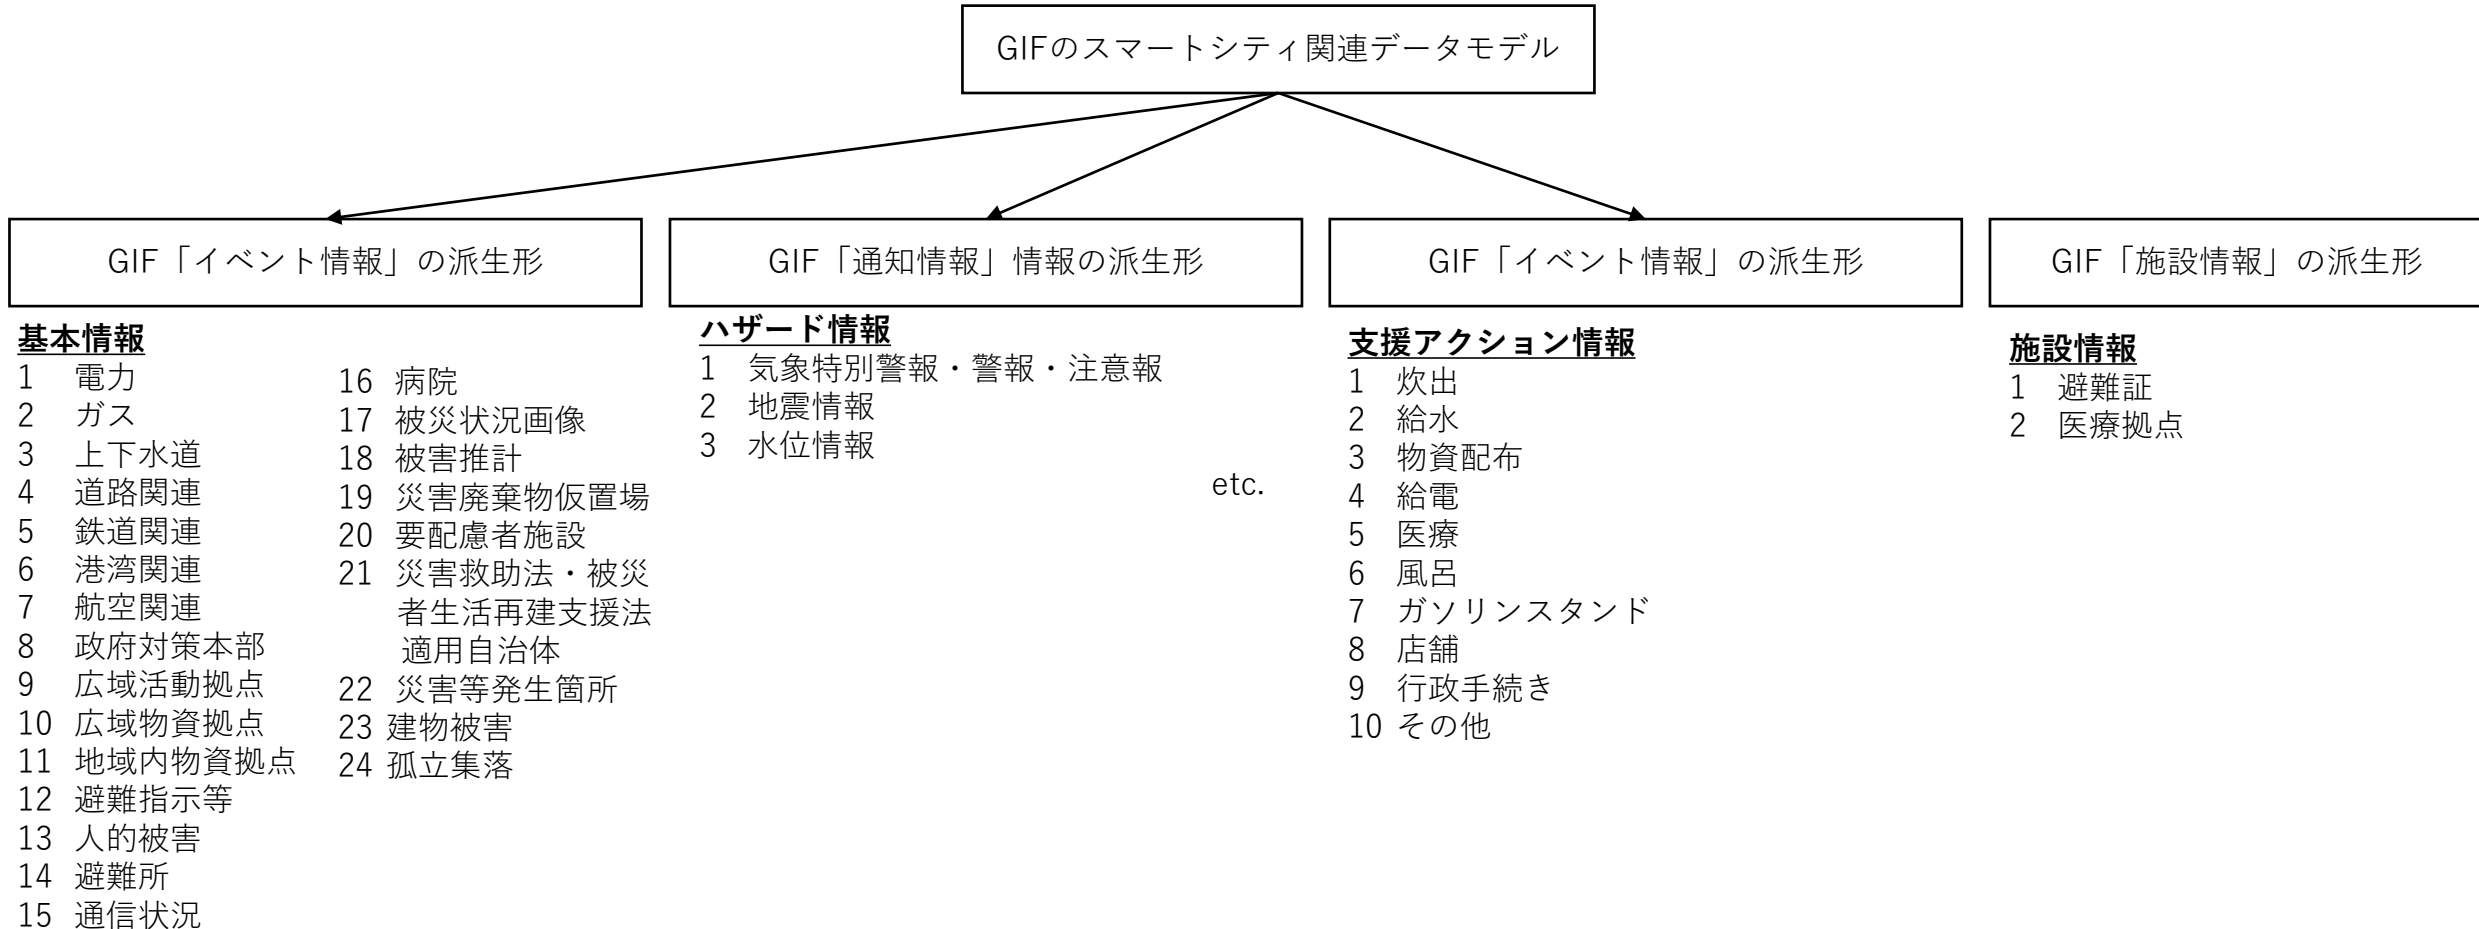 GIFのスマートシティ関連データモデル
GIF「イベント情報」の派生形
基本情報
1 電力
2 ガス
3 上下水道
4 道路関連
5 鉄道関連
6 港湾関連
7 航空関連
8 政府対策本部
9 広域活動拠点
10 広域物資拠点
11 地域内物資拠点
12 避難指示等
13 人的被害
14 避難所
15 通信状況
16 病院
17 被災状況画像
18 被害推計
19 災害廃棄物仮置場
20 要配慮者施設
21 災害救助法・被災
者生活再建支援法
適用自治体
22 災害等発生箇所
23 建物被害
24 孤立集落
GIF「通知情報」情報の派生形
ハザード情報
1 気象特別警報・警報・注意報
2 地震情報
3 水位情報
etc.
GIF「イベント情報」の派生形
支援アクション情報
1 炊出
2 給水
3 物資配布
4 給電
5 医療
6 風呂
7 ガソリンスタンド
8 店舗
9 行政手続き
10 その他
GIF「施設情報」の派生形
施設情報
1 避難証
2 医療拠点